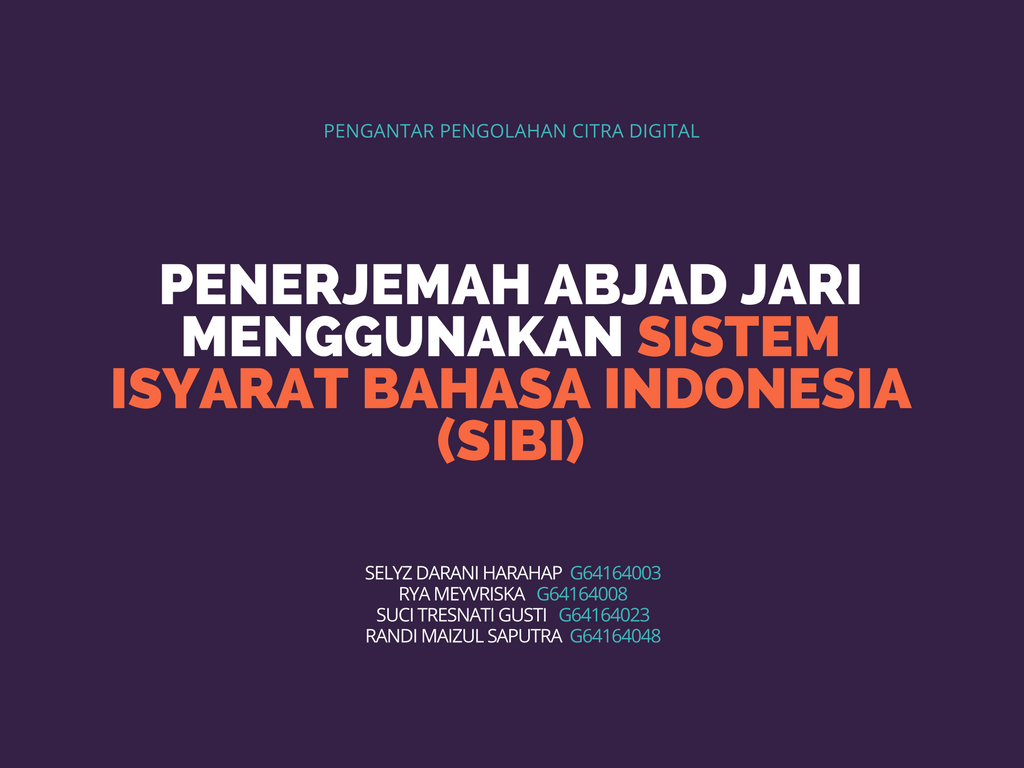 PENGANTAR PENGOLAHAN CITRA DIGITAL
PENERJEMAH ABJAD JARI
MENGGUNAKAN SISTEM
ISYARAT BAHASA INDONESIA
(SIBI)
SELYZ DARANI HARAHAP G64164003
RYA MEYVRISKA G64164008
SUCI TRESNATI GUSTI G64164023
RANDI MAIZUL SAPUTRA G64164048